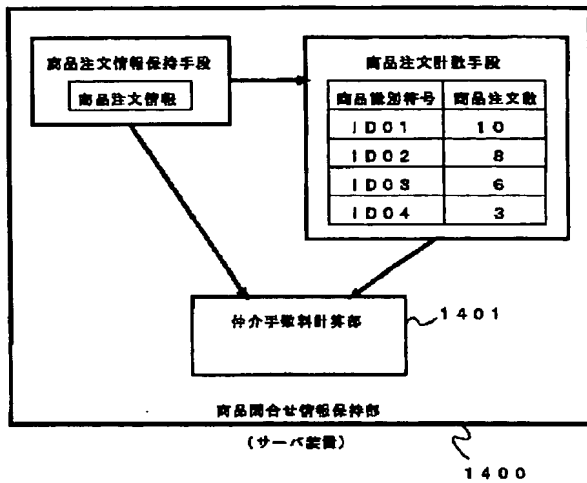 商品注文情報保持手段
商品注文情報
商品注文計数手段
商品識別符号 商品注文数
ID01 10
ID02 8
ID03 6
ID04 3
仲介手数料計算部
1401
商品問合せ情報保持部
(サーバ装置)
1400